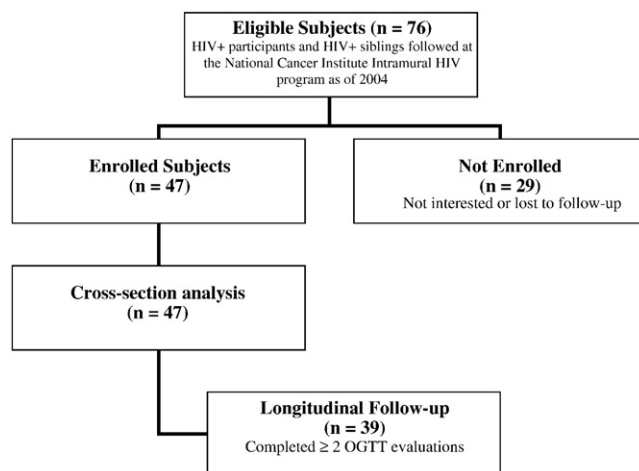 Eligible Subjects (n = 76)
HIV+ participants and HIV+ siblings followed at
the National Cancer Institute Intramural HIV
program as of 2004
Enrolled Subjects
(n = 47)
Not Enrolled
(n = 29)
Not interested or lost to follow-up
Cross-section analysis
(n = 47)
Longitudinal Follow-up
(n = 39)
Completed ≥ 2 OGTT evaluations